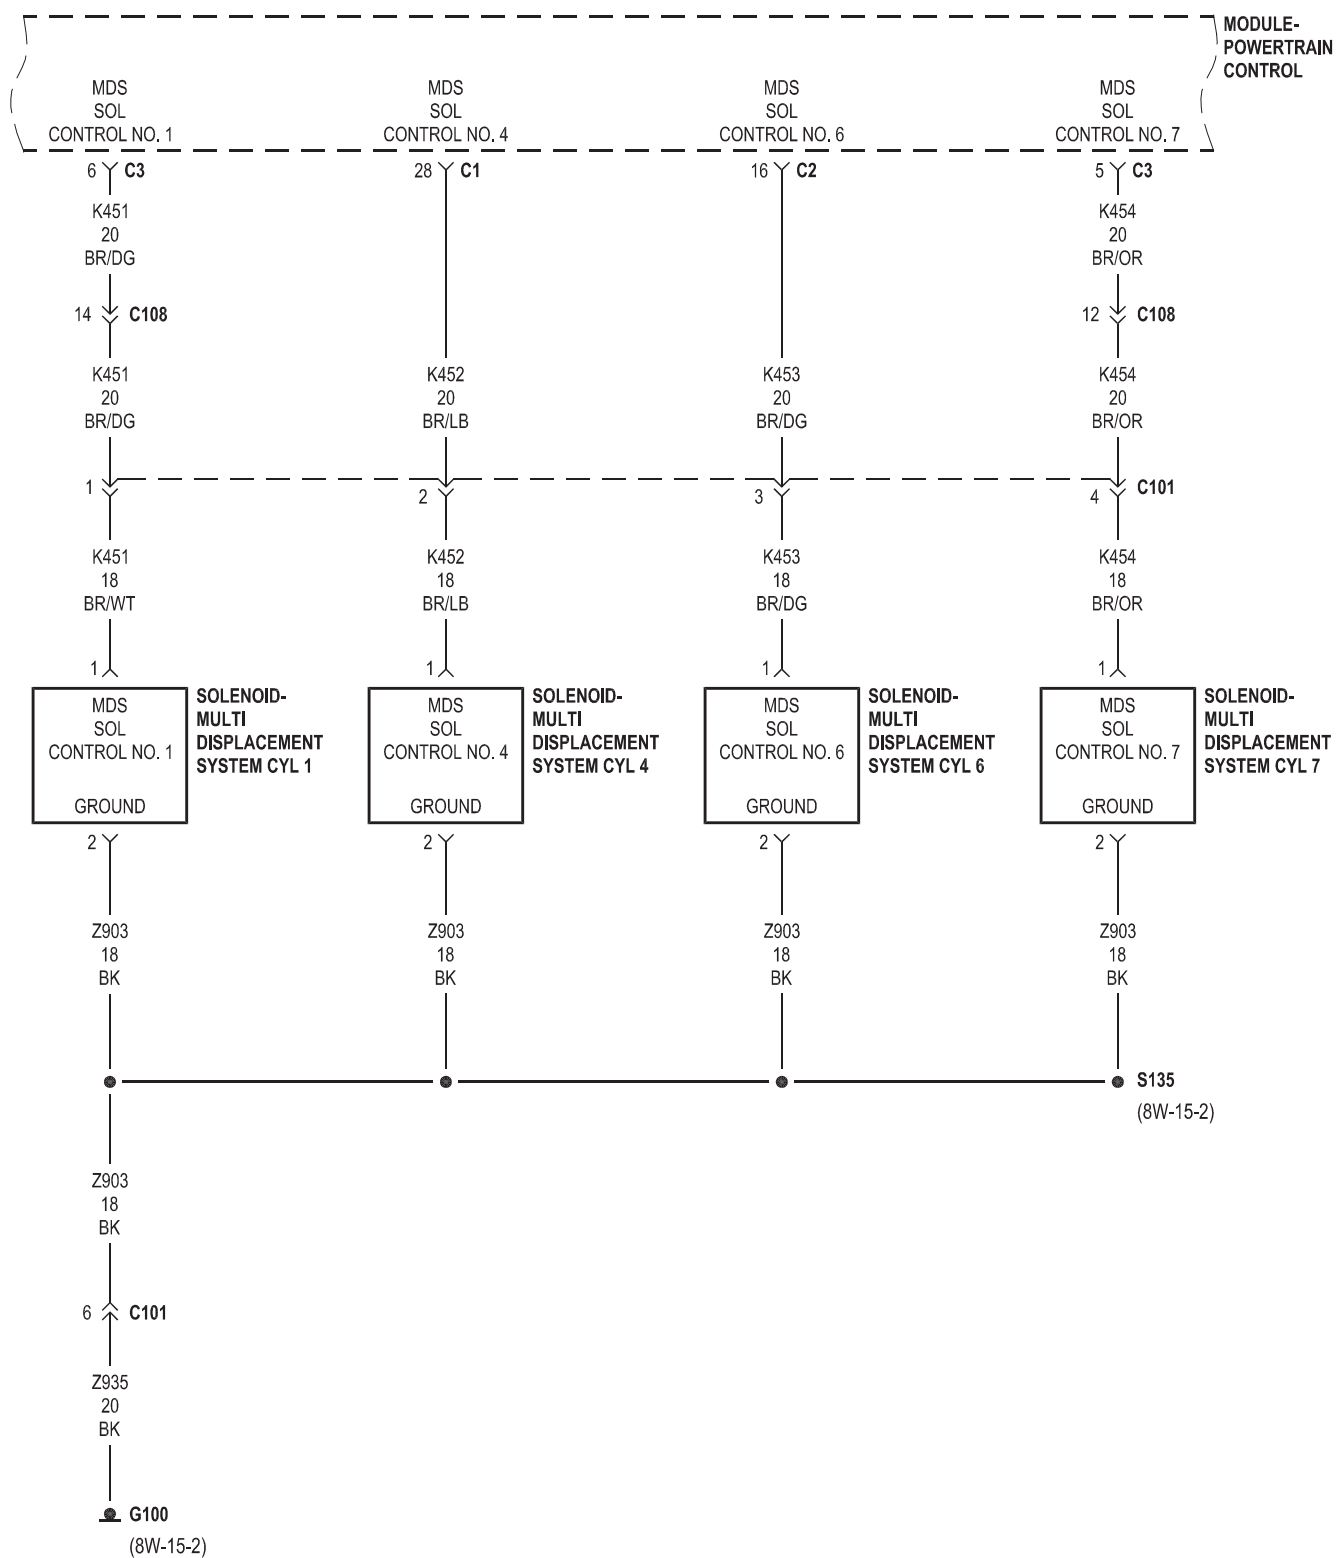 MODULE-
POWERTRAIN
CONTROL
MDS
SOL
CONTROL NO. 1
MDS
SOL
CONTROL NO. 4
MDS
SOL
CONTROL NO. 6
MDS
SOL
CONTROL NO. 7
6 C3
28 C1
16 C2
5 C3
K451
20
BR/DG
K454
20
BR/OR
14 C108
12 C108
K451
20
BR/DG
K452
20
BR/LB
K453
20
BR/DG
K454
20
BR/OR
1
2
3
4 C101
K451
18
BR/WT
K452
18
BR/LB
K453
18
BR/DG
K454
18
BR/OR
1
1
1
1
MDS
SOL
CONTROL NO. 1
GROUND
SOLENOID-
MULTI
DISPLACEMENT
SYSTEM CYL 1
MDS
SOL
CONTROL NO. 4
GROUND
SOLENOID-
MULTI
DISPLACEMENT
SYSTEM CYL 4
MDS
SOL
CONTROL NO. 6
GROUND
SOLENOID-
MULTI
DISPLACEMENT
SYSTEM CYL 6
MDS
SOL
CONTROL NO. 7
GROUND
SOLENOID-
MULTI
DISPLACEMENT
SYSTEM CYL 7
2
2
2
2
Z903
18
BK
Z903
18
BK
Z903
18
BK
Z903
18
BK
S135
(8W-15-2)
Z903
18
BK
6 C101
Z935
20
BK
G100
(8W-15-2)